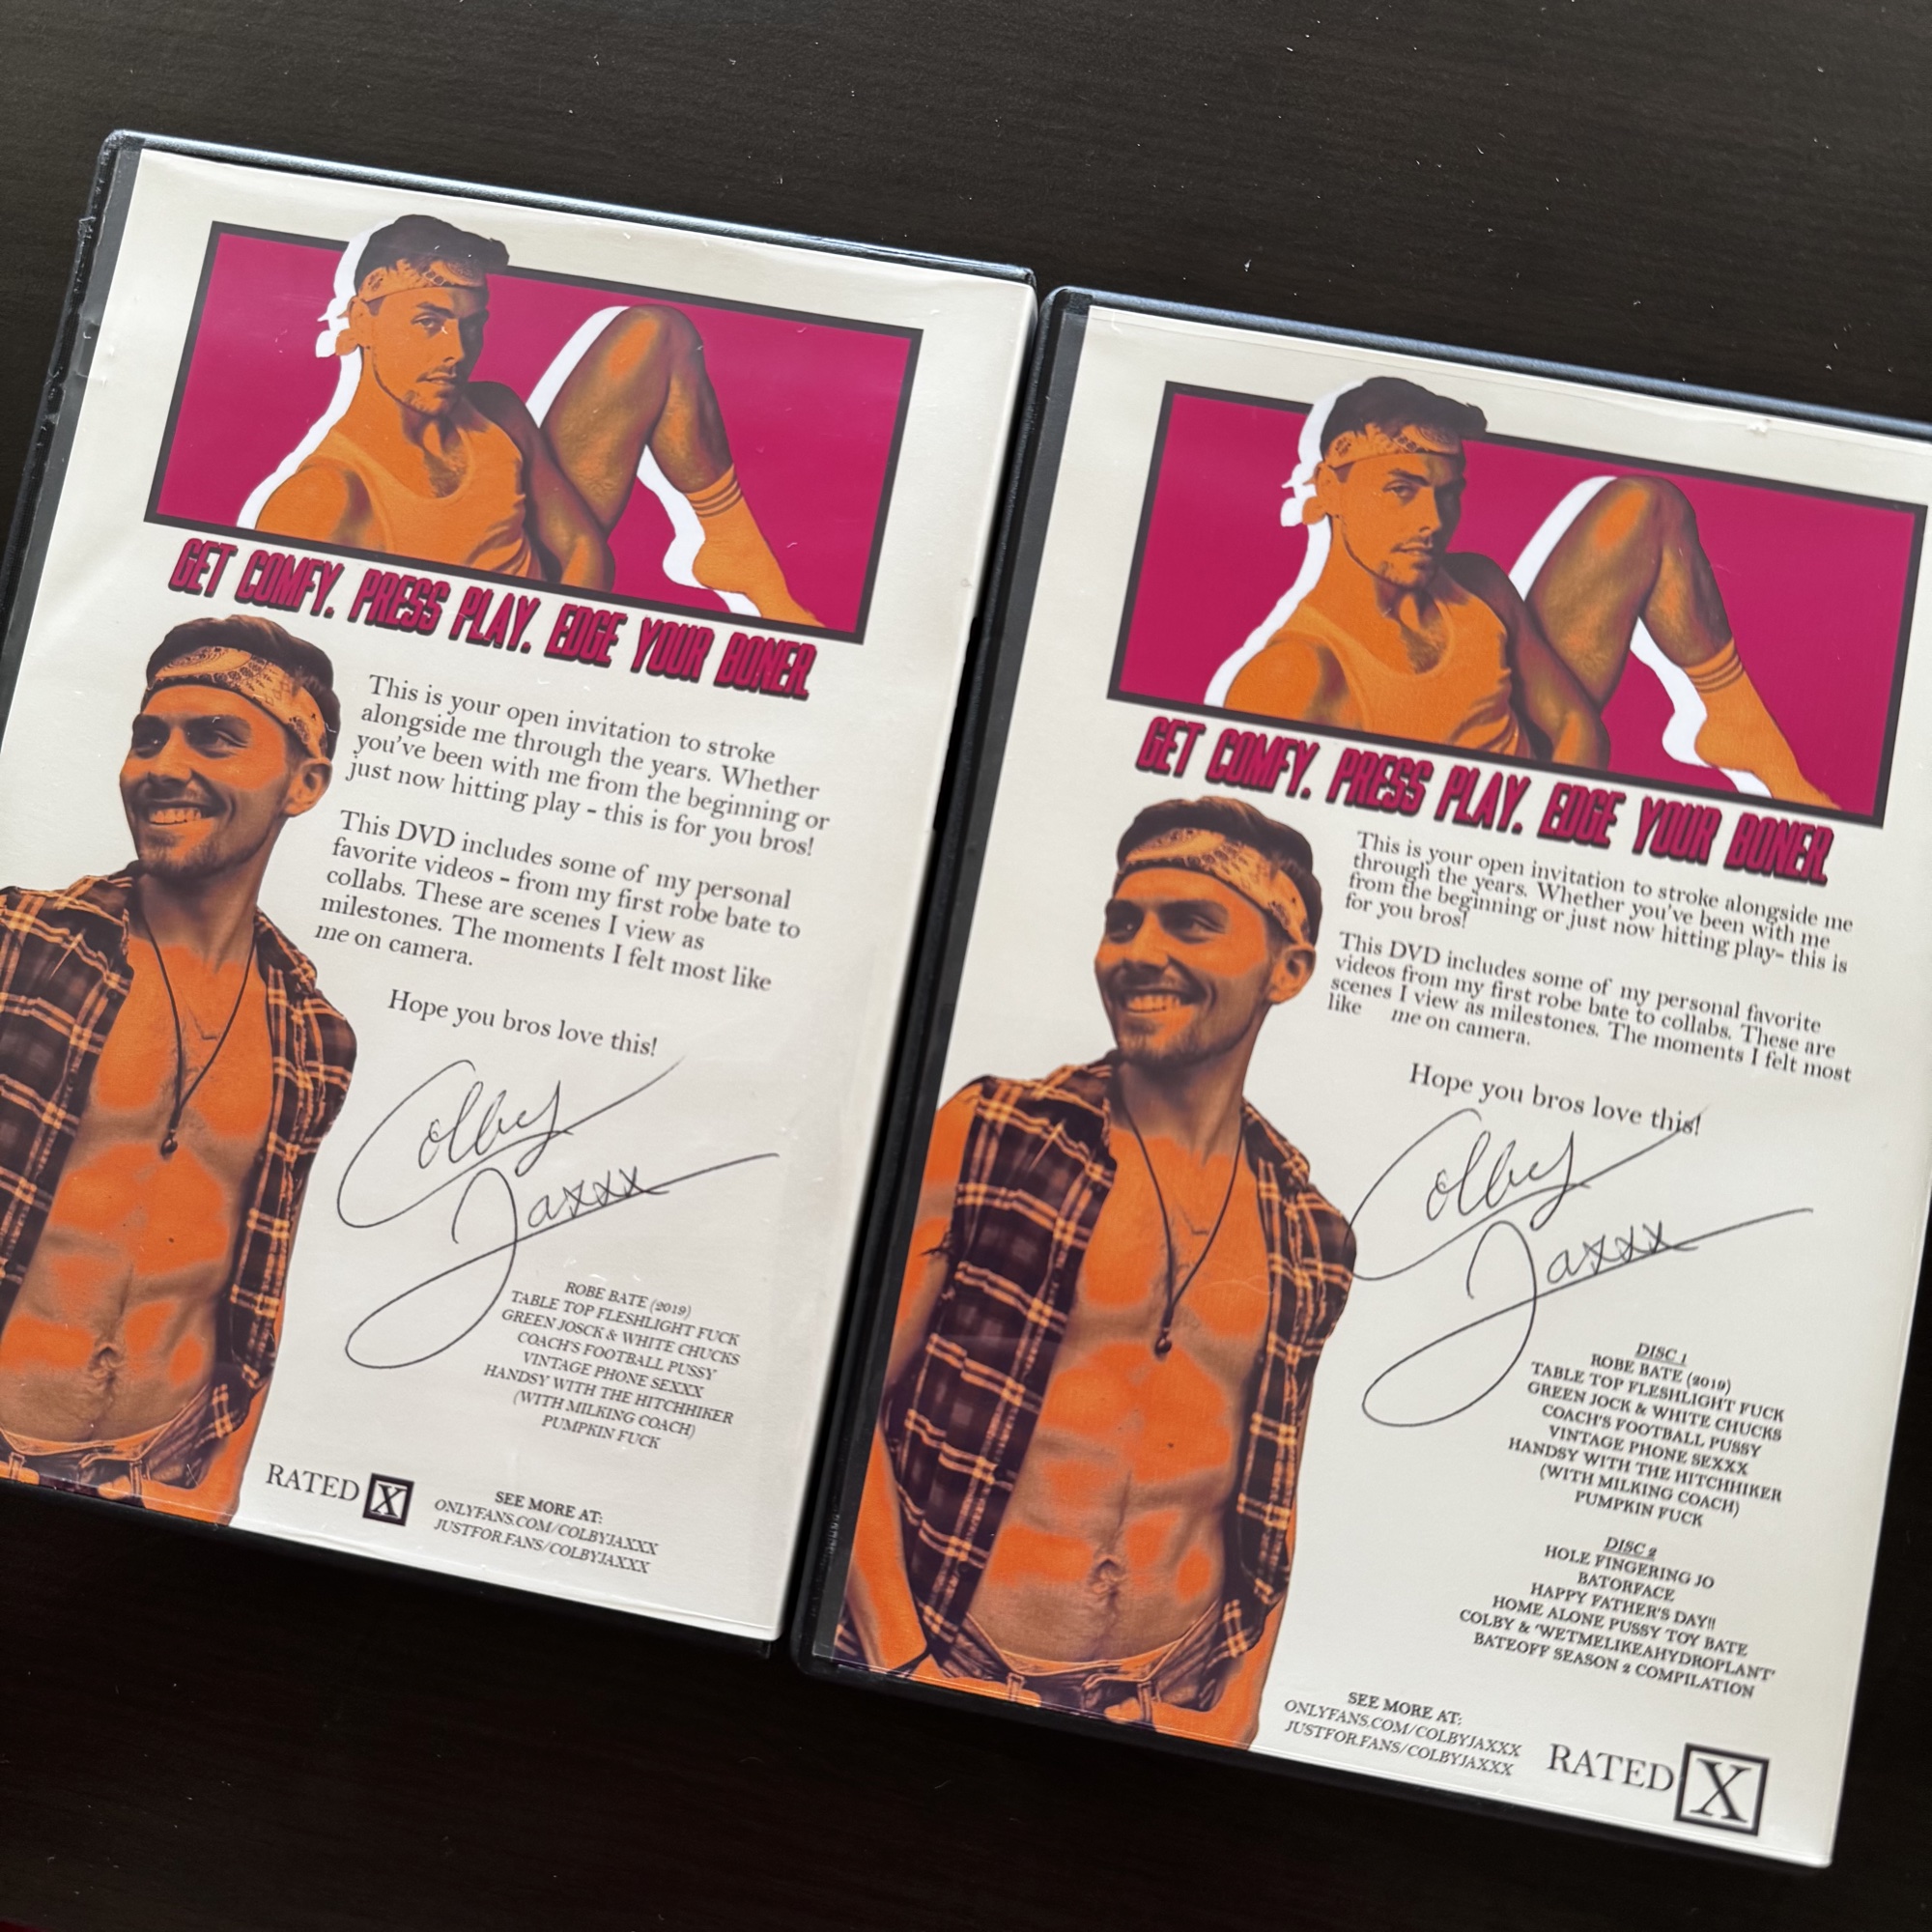 GET COMFY. PRESS PLAY. EDGE YOUR BONER
This is your open invitation to stroke
alongside me through the years. Whether
you've been with me from the beginning or
just now hitting play - this is for you bros!
This DVD includes some of my personal
favorite videos - from my first robe bate to
collabs. These are scenes I view as
milestones. The moments I felt most like
me on camera.
Hope you bros love this!
Colby
Jaxxx
ROBE BATE (2019)
TABLE TOP FLESHLIGHT FUCK
GREEN JOSCK & WHITE CHUCKS
COACH'S FOOTBALL PUSSY
VINTAGE PHONE SEXXX
HANDSY WITH THE HITCHHIKER
(WITH MILKING COACH)
PUMPKIN FUCK
RATED X
SEE MORE AT:
ONLYFANS.COM/COLBYJAXXX
JUSTFOR.FANS/COLBYJAXXX
GET COMFY. PRESS PLAY. EDGE YOUR BONER
This is your open invitation to stroke alongside me
through the years. Whether you've been with me
from the beginning or just now hitting play- this is
for you bros!
This DVD includes some of my personal favorite
videos from my first robe bate to collabs. These are
scenes I view as milestones. The moments I felt most
like me on camera.
Hope you bros love this!
Colby
Jaxxx
DISC 1
ROBE BATE (2019)
TABLE TOP FLESHLIGHT FUCK
GREEN JOCK & WHITE CHUCKS
COACH'S FOOTBALL PUSSY
VINTAGE PHONE SEXXX
HANDSY WITH THE HITCHHIKER
(WITH MILKING COACH)
PUMPKIN FUCK
DISC 2
HOLE FINGERING JO
BATORFACE
HAPPY FATHER'S DAY!!
HOME ALONE PUSSY TOY BATE
COLBY & 'WETMELIKEAHYDROPLANT'
BATEOFF SEASON 2 COMPILATION
SEE MORE AT:
ONLYFANS.COM/COLBYJAXXX
JUSTFOR.FANS/COLBYJAXXX
RATED X